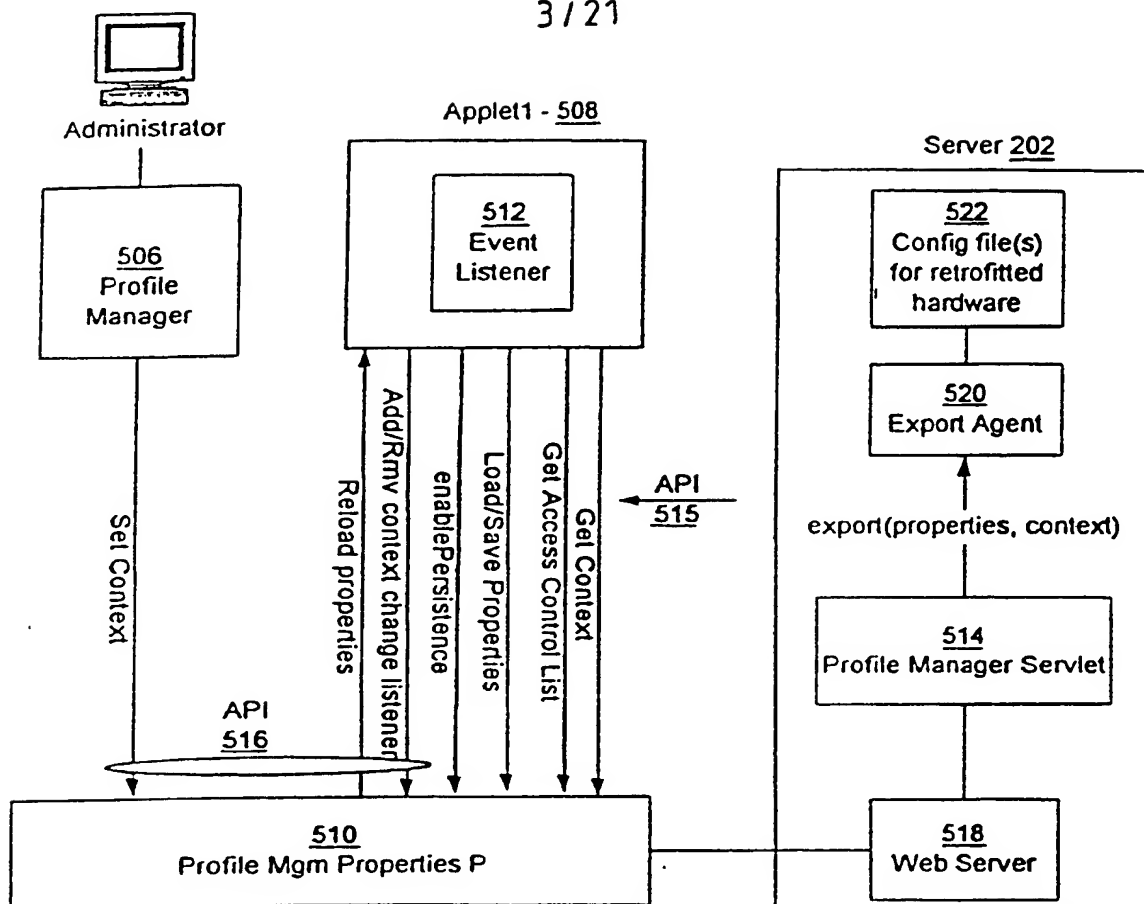 3/21
Administrator
Applet1 - 508
Server 202
506
Profile
Manager
512
Event
Listener
522
Config file(s)
for retrofitted
hardware
520
Export Agent
export(properties, context)
514
Profile Manager Servlet
518
Web Server
Set Context
Reload properties
Add/Rmv context change listener
enablePersistence
Load/Save Properties
Get Access Control List
Get Context
API
515
API
516
510
Profile Mgm Properties P